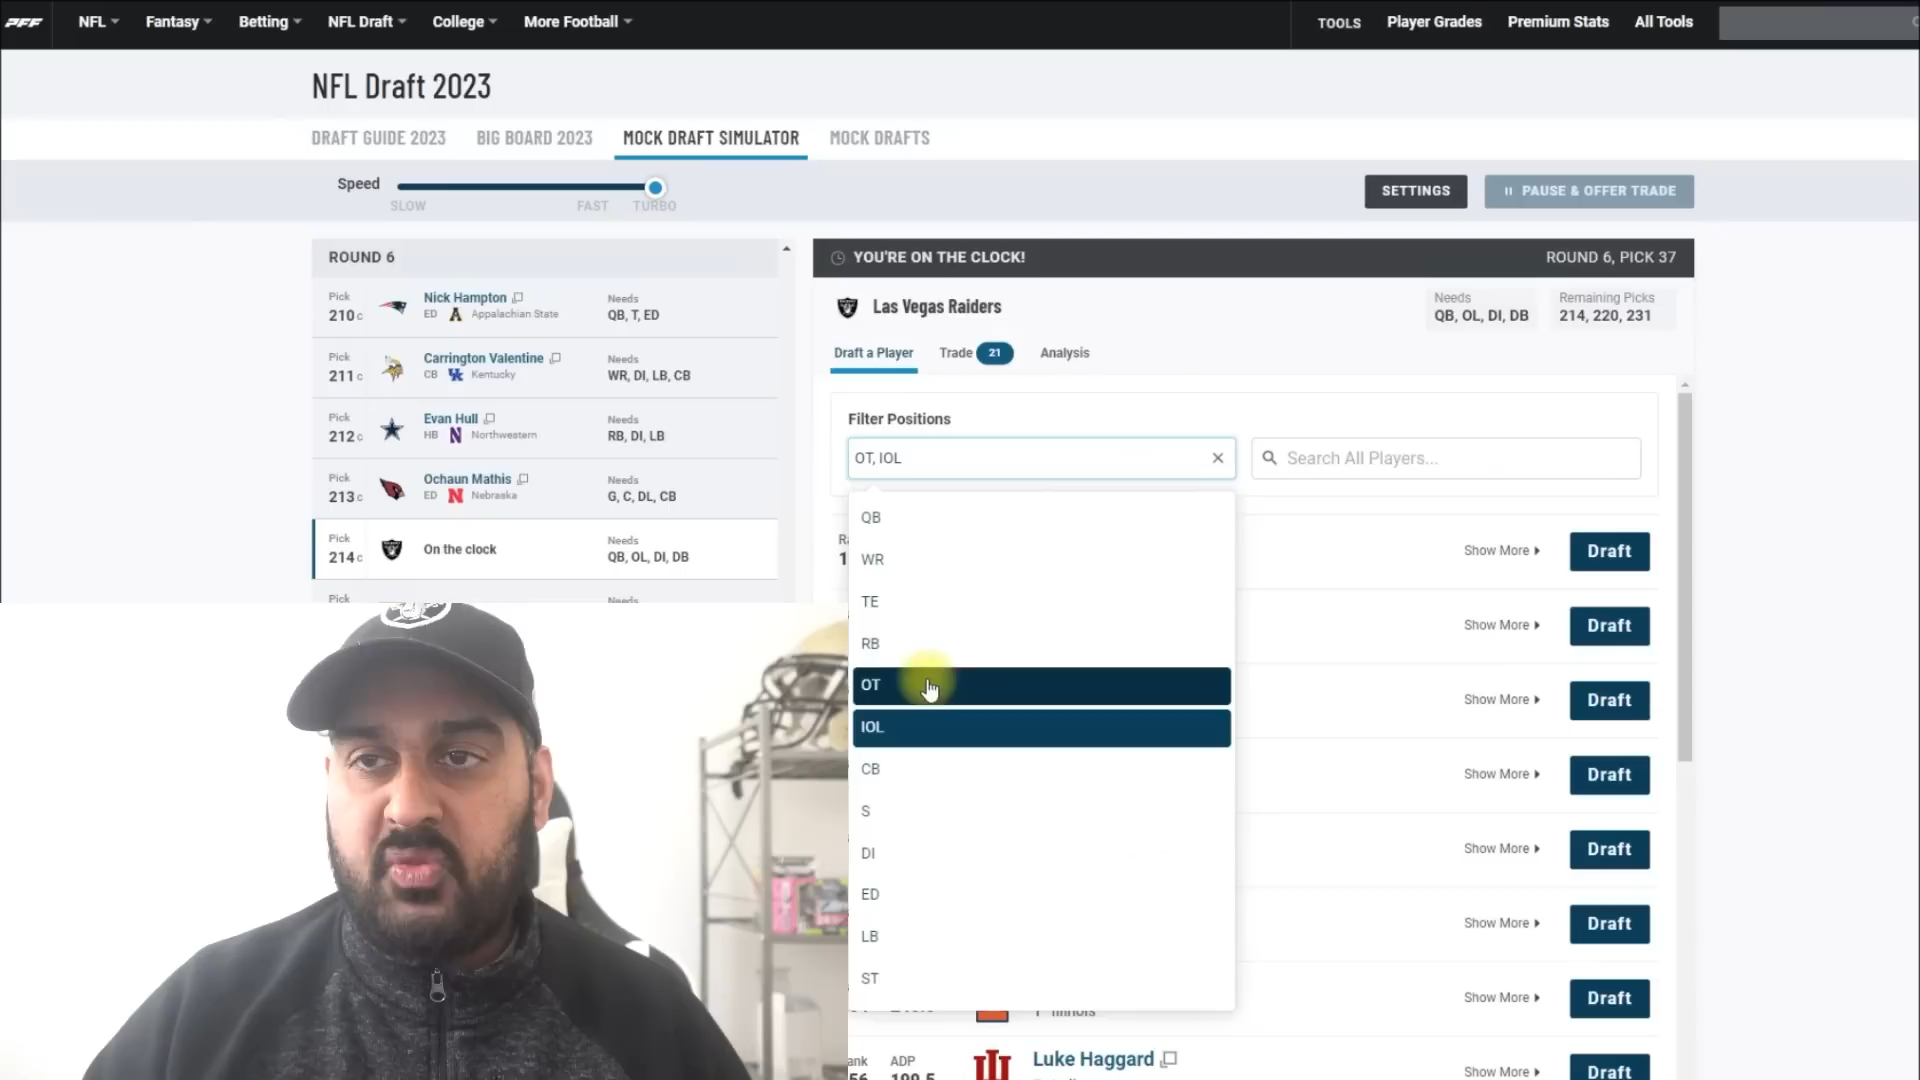 PFF NFL Fantasy Betting NFL Draft College More Football TOOLS Player Grades Premium Stats All Tools
NFL Draft 2023
DRAFT GUIDE 2023 BIG BOARD 2023 MOCK DRAFT SIMULATOR MOCK DRAFTS
Speed
SLOW FAST TURBO
SETTINGS PAUSE & OFFER TRADE
ROUND 6
Pick 210 C Nick Hampton ED A Appalachian State Needs QB, T, ED
Pick 211 C Carrington Valentine CB UK Kentucky Needs WR, DI, LB, CB
Pick 212 C Evan Hull HB N Northwestern Needs RB, DI, LB
Pick 213 C Ochaun Mathis ED N Nebraska Needs G, C, DL, CB
Pick 214 C On the clock Needs QB, OL, DI, DB
Pick Needs
YOU'RE ON THE CLOCK! ROUND 6, PICK 37
Las Vegas Raiders
Needs QB, OL, DI, DB
Remaining Picks 214, 220, 231
Draft a Player Trade 21 Analysis
Filter Positions
OT, IOL
Search All Players...
QB
WR
TE
RB
OT
IOL
CB
S
DI
ED
LB
ST
Show More Draft
Show More Draft
Show More Draft
Show More Draft
Show More Draft
Show More Draft
Show More Draft
T Illinois
ADP 199.5 Luke Haggard
Show More Draft